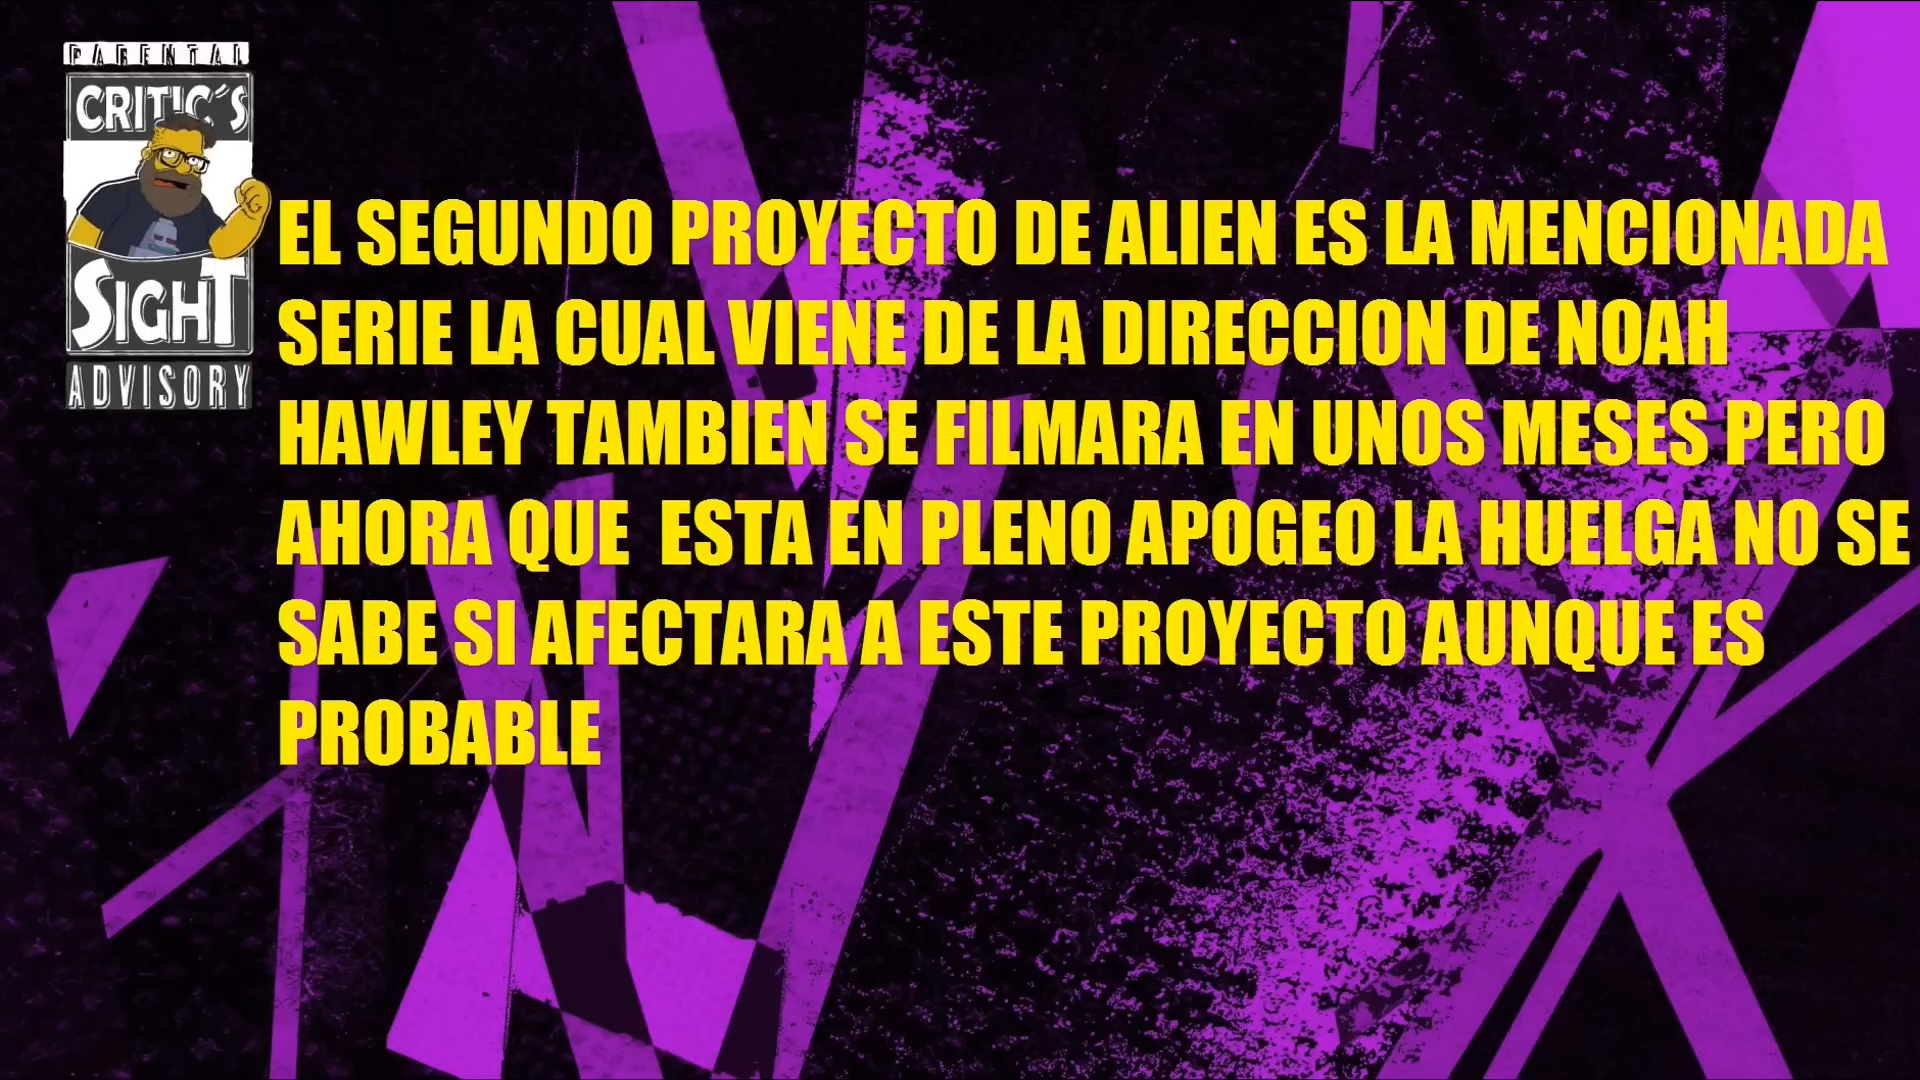 PARENTAL
CRITIC´S
SIGHT
ADVISORY
EL SEGUNDO PROYECTO DE ALIEN ES LA MENCIONADA
SERIE LA CUAL VIENE DE LA DIRECCION DE NOAH
HAWLEY TAMBIEN SE FILMARA EN UNOS MESES PERO
AHORA QUE  ESTA EN PLENO APOGEO LA HUELGA NO SE
SABE SI AFECTARA A ESTE PROYECTO AUNQUE ES
PROBABLE